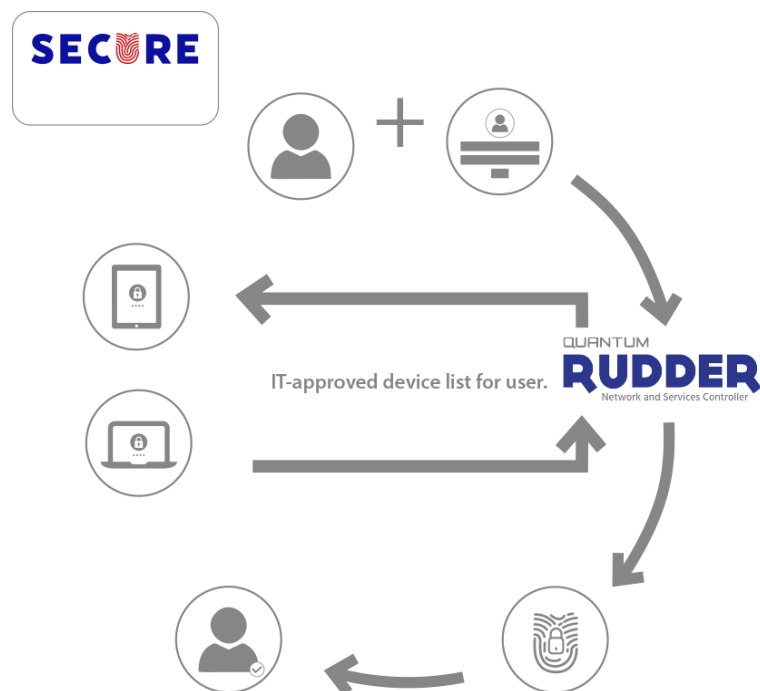 SECURE
IT-approved device list for user.
QUANTUM
RUDDER
Network and Services Controller